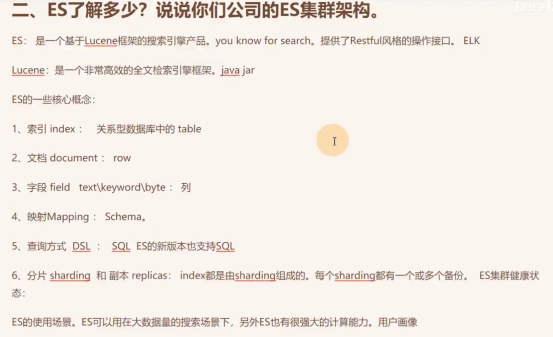 二、ES了解多少？说说你们公司的ES集群架构。
ES： 是一个基于Lucene框架的搜索引擎产品。you know for search。提供了Restful风格的操作接口。 ELK
Lucene：是一个非常高效的全文检索引擎框架。java jar
ES的一些核心概念：
1、索引 index ： 关系型数据库中的 table
2、文档 document ： row
3、字段 field text\keyword\byte ： 列
4、映射Mapping ： Schema。
5、查询方式 DSL ： SQL ES的新版本也支持SQL
6、分片 sharding 和 副本 replicas： index都是由sharding组成的。每个sharding都有一个或多个备份。 ES集群健康状
态：
ES的使用场景。ES可以用在大数据量的搜索场景下，另外ES也有很强大的计算能力。用户画像